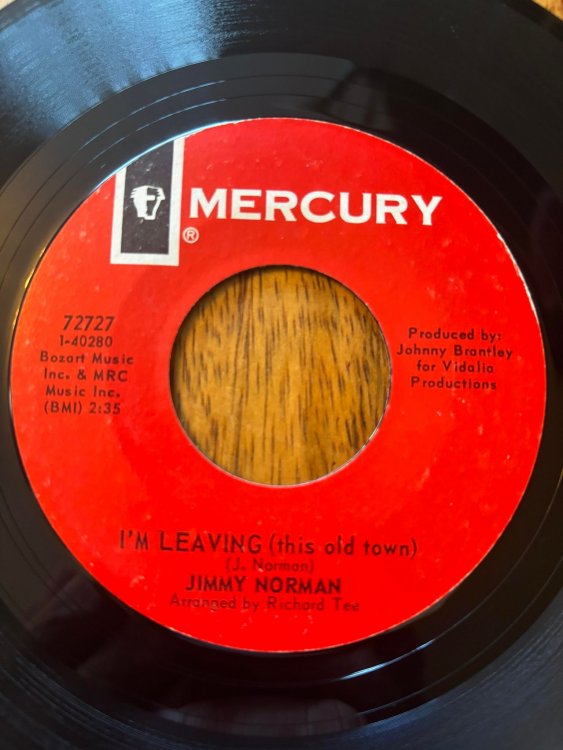 MERCURY
®
72727
1-40280
Bozart Music
Inc. & MRC
Music Inc.
(BMI) 2:35
Produced by:
Johnny Brantley
for Vidalia
Productions
I'M LEAVING (this old town)
(J. Norman)
JIMMY NORMAN
Arranged by Richard Tee